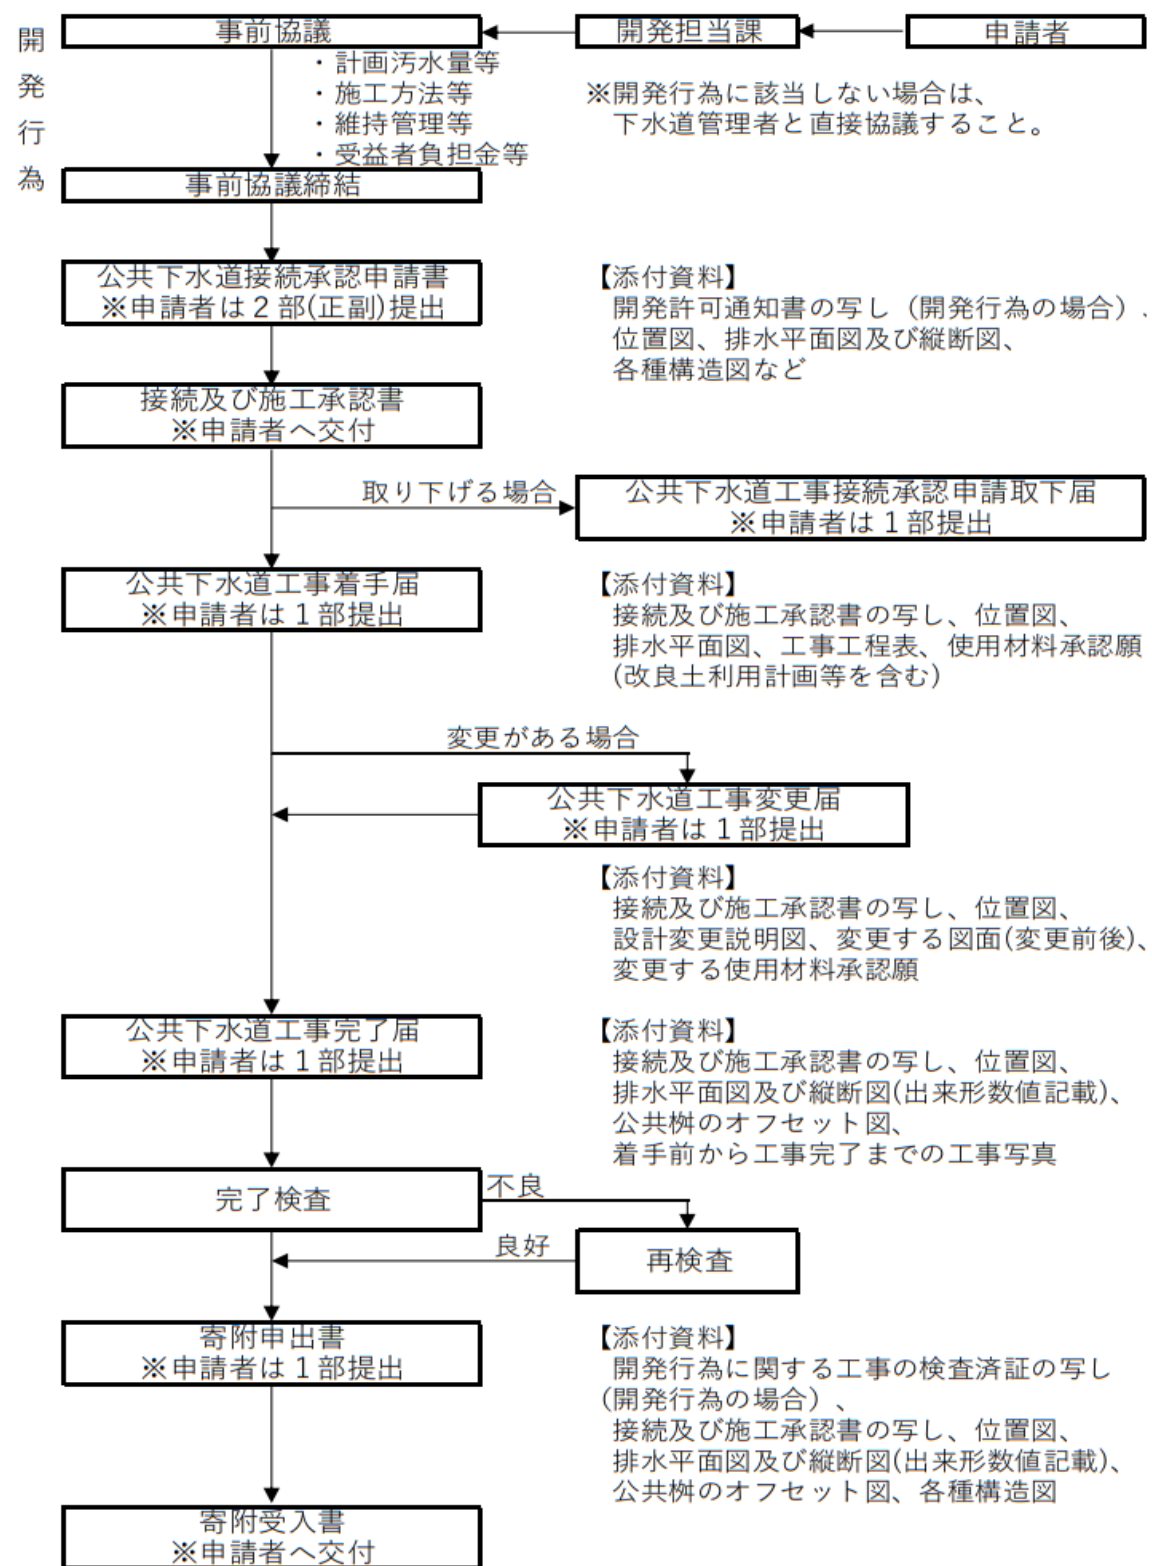 開発行為
事前協議
開発担当課
申請者
・計画汚水量等
・施工方法等
・維持管理等
・受益者負担金等
※開発行為に該当しない場合は、
下水道管理者と直接協議すること。
事前協議締結
公共下水道接続承認申請書
※申請者は２部(正副)提出
【添付資料】
開発許可通知書の写し（開発行為の場合）、
位置図、排水平面図及び縦断図、
各種構造図など
接続及び施工承認書
※申請者へ交付
取り下げる場合
公共下水道工事接続承認申請取下届
※申請者は１部提出
公共下水道工事着手届
※申請者は１部提出
【添付資料】
接続及び施工承認書の写し、位置図、
排水平面図、工事工程表、使用材料承認願
(改良土利用計画等を含む)
変更がある場合
公共下水道工事変更届
※申請者は１部提出
【添付資料】
接続及び施工承認書の写し、位置図、
設計変更説明図、変更する図面(変更前後)、
変更する使用材料承認願
公共下水道工事完了届
※申請者は１部提出
【添付資料】
接続及び施工承認書の写し、位置図、
排水平面図及び縦断図(出来形数値記載)、
公共桝のオフセット図、
着手前から工事完了までの工事写真
完了検査
不良
良好
再検査
寄附申出書
※申請者は１部提出
【添付資料】
開発行為に関する工事の検査済証の写し
(開発行為の場合）、
接続及び施工承認書の写し、位置図、
排水平面図及び縦断図(出来形数値記載)、
公共桝のオフセット図、各種構造図
寄附受入書
※申請者へ交付